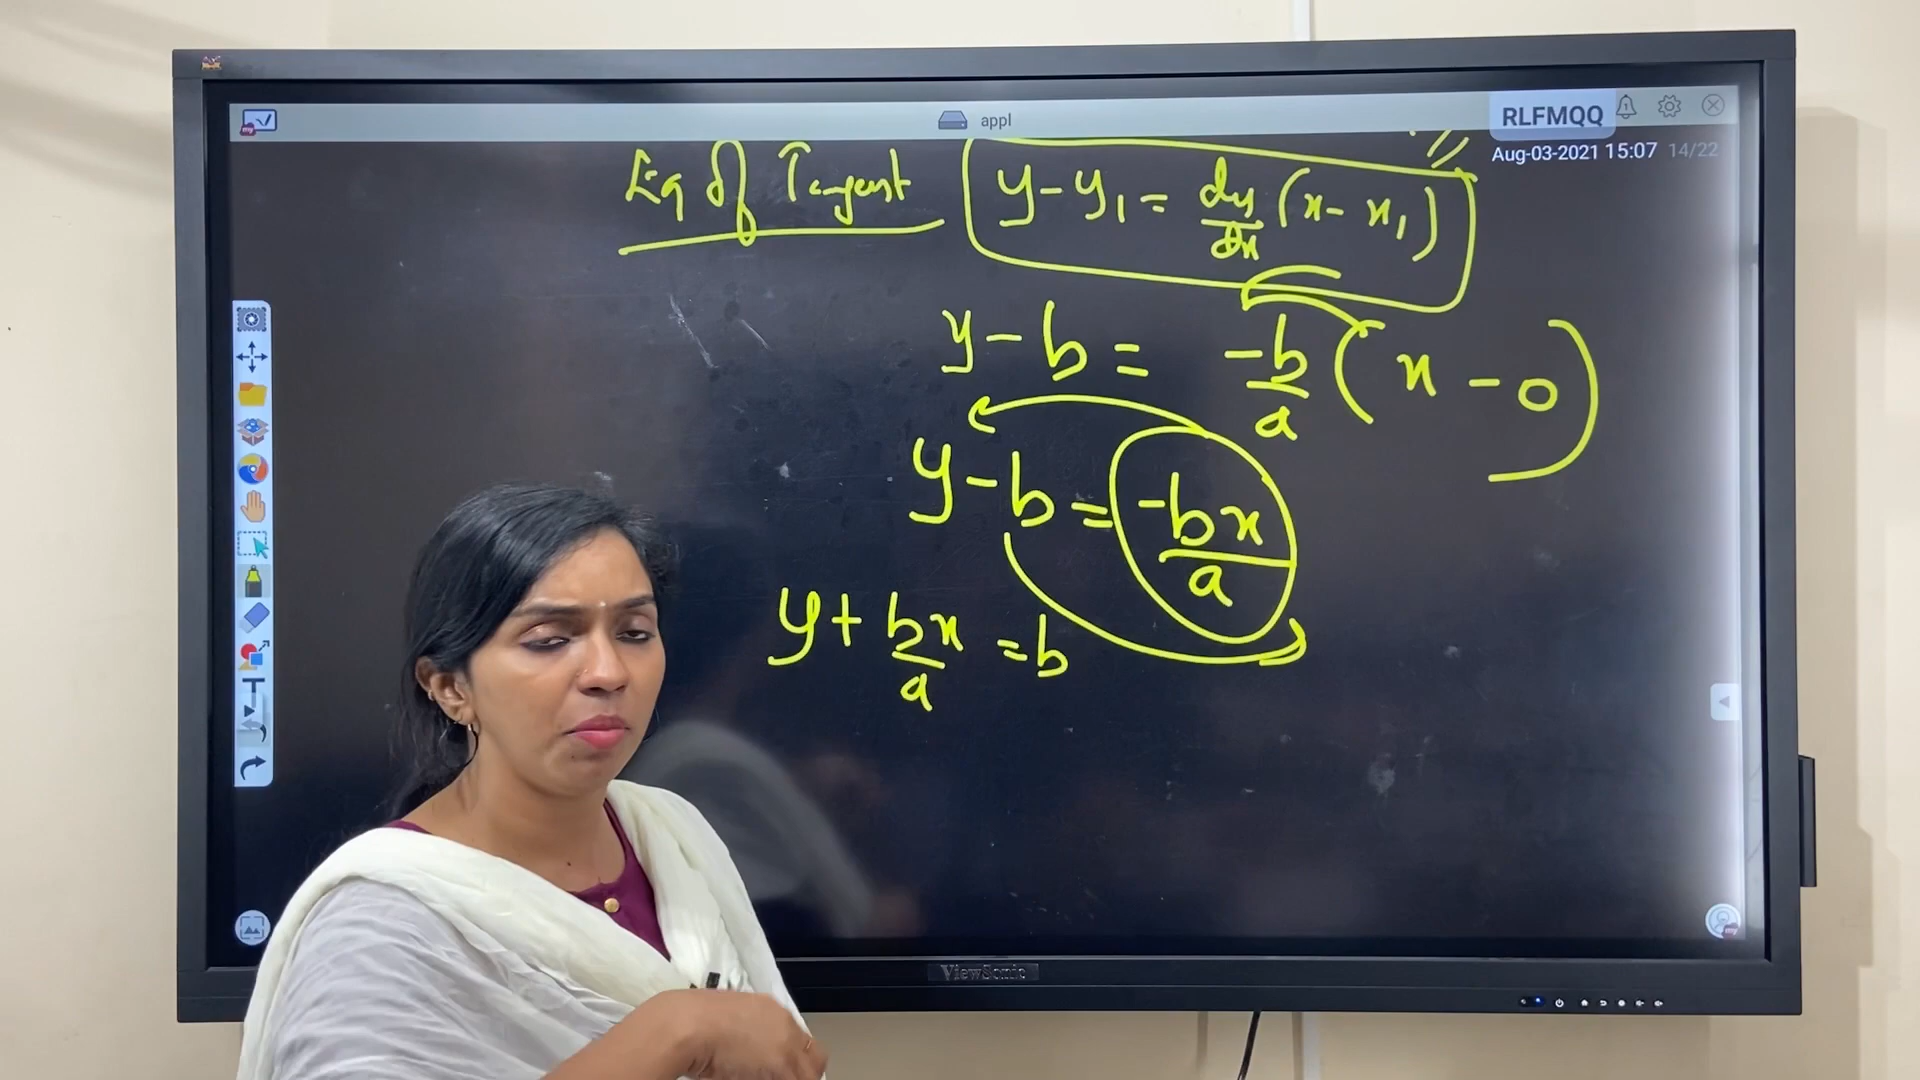 appl
RLFMQQ
Aug-03-2021 15:07 14/22
Eq of Tangent y-y₁ = dy/dx (x-x₁)
y-b = -b/a (x-0)
y-b = -bx/a
y + bx/a = b
ViewSonic